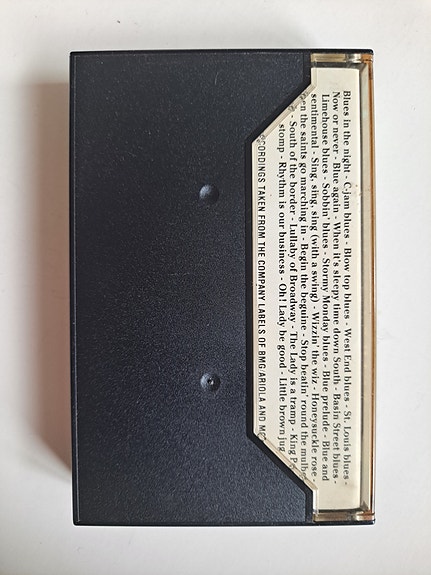 Blues in the night - C-jam blues - Blow top blues - West End blues - St. Louis blues -
Now or never - Blue again - When it's sleepy time down South - Basin Street blues -
Limehouse blues - Sobbin' blues - Stormy Monday blues - Blue prelude - Blue and
sentimental - Sing, sing, sing (with a swing) - Wizzin' the wiz - Honeysuckle rose -
en the saints go marching in - Begin the beguine - Stop beatin' round the mulbe
- South of the border - Lullaby of Broadway - The Lady is a tramp - King P
stomp - Rhythm is our business - Oh! Lady be good - Little brown jug
CORDINGS TAKEN FROM THE COMPANY LABELS OF BMG-ARIOLA AND MC